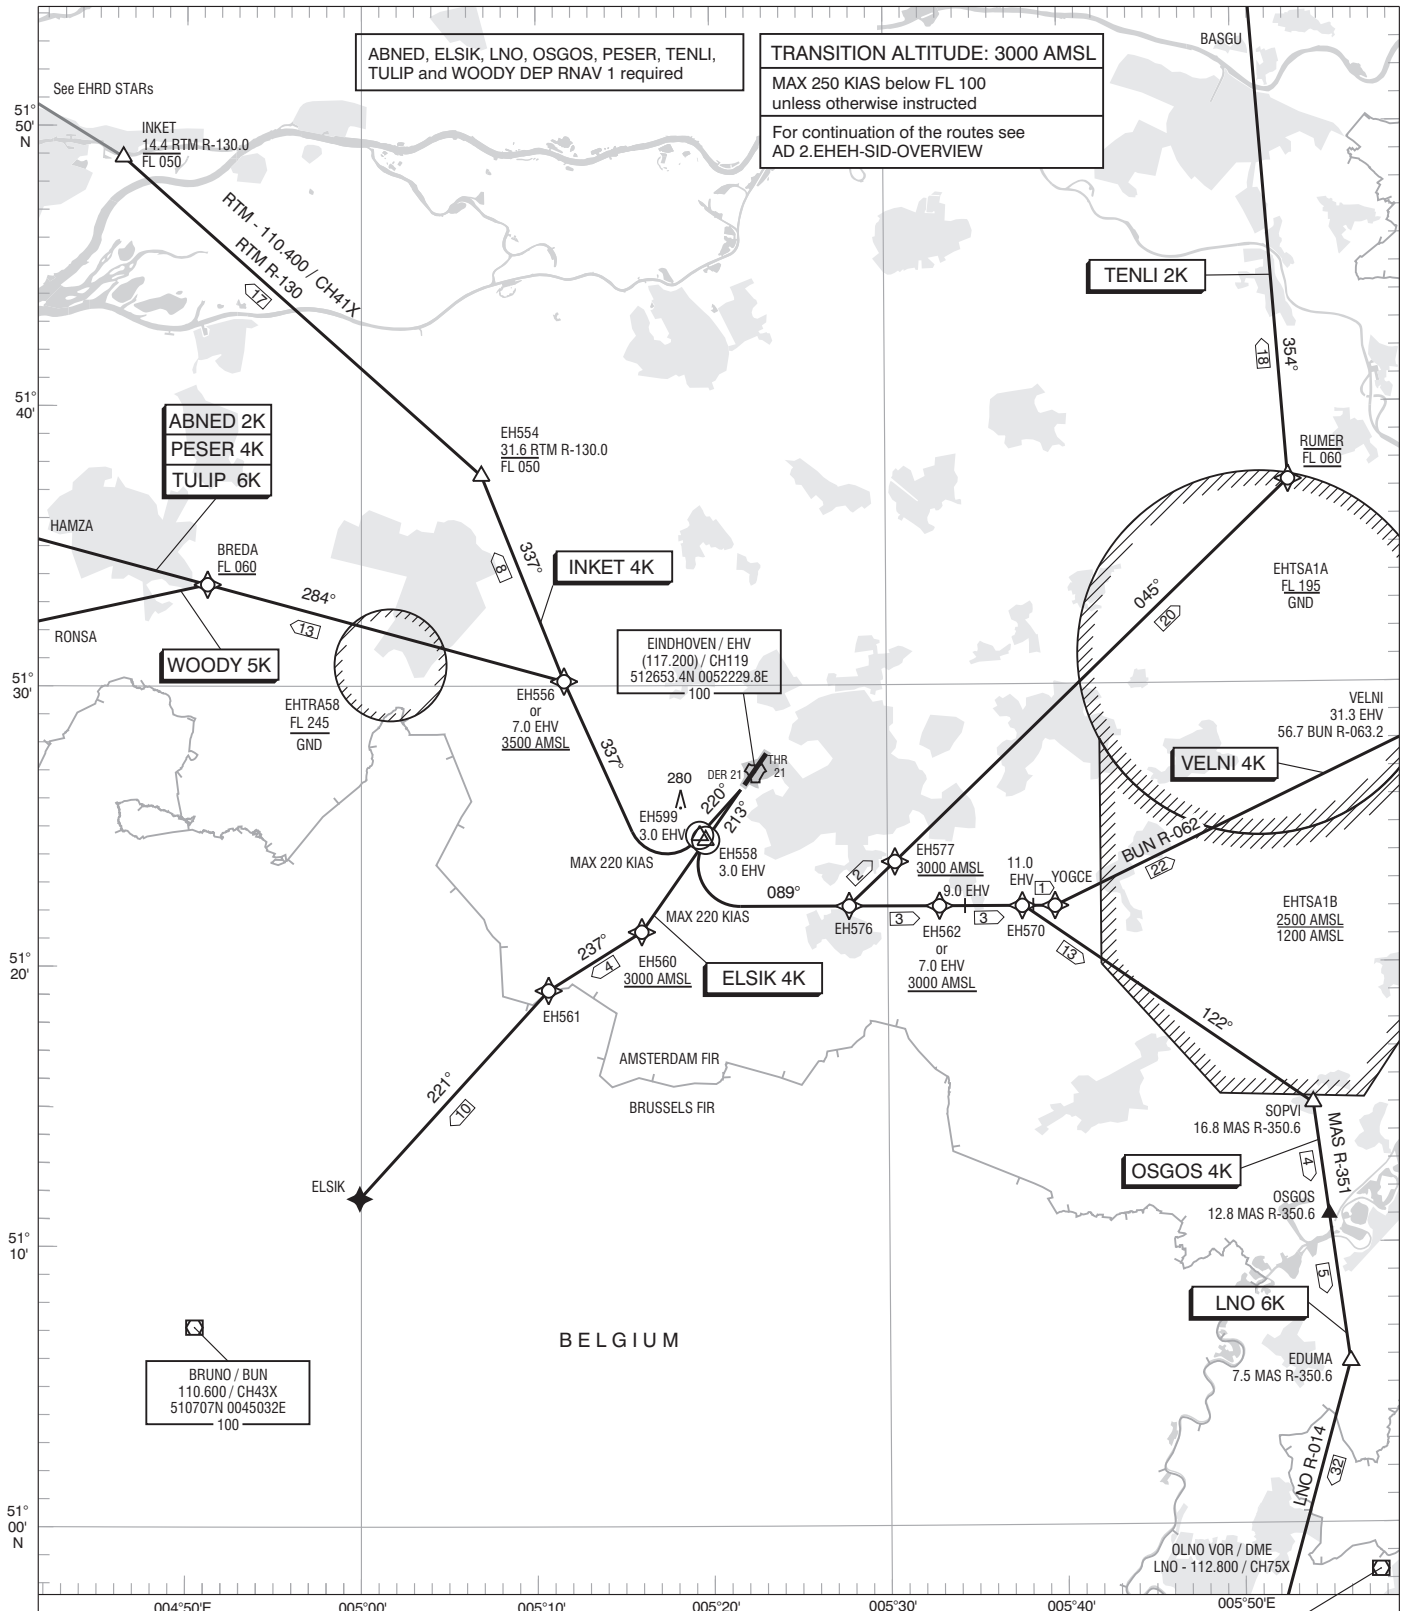 ABNED, ELSIK, LNO, OSGOS, PESER, TENLI,
TULIP and WOODY DEP RNAV 1 required
TRANSITION ALTITUDE: 3000 AMSL
MAX 250 KIAS below FL 100
unless otherwise instructed
For continuation of the routes see
AD 2.EHEH-SID-OVERVIEW
BASGU
See EHRD STARs
51°
50'
N
INKET
14.4 RTM R-130.0
FL 050
RTM - 110.400 / CH41X
RTM R-130
17
TENLI 2K
18
354°
51°
40'
ABNED 2K
PESER 4K
TULIP 6K
EH554
31.6 RTM R-130.0
FL 050
RUMER
FL 060
HAMZA
BREDA
FL 060
337°
8
INKET 4K
284°
13
RONSA
WOODY 5K
EHTSA1A
FL 195
GND
045°
20
EINDHOVEN / EHV
(117.200) / CH119
512653.4N 0052229.8E
100
51°
30'
EHTRA58
FL 245
GND
EH556
or
7.0 EHV
3500 AMSL
VELNI
31.3 EHV
56.7 BUN R-063.2
VELNI 4K
337°
THR
21
DER 21
280
220°
213°
EH599
3.0 EHV
EH558
3.0 EHV
MAX 220 KIAS
2
EH577
3000 AMSL
11.0
EHV
1
YOGCE
BUN R-062
22
089°
9.0 EHV
3
3
EH576
EH562
or
7.0 EHV
3000 AMSL
EH570
MAX 220 KIAS
EHTSA1B
2500 AMSL
1200 AMSL
237°
4
EH560
3000 AMSL
ELSIK 4K
13
51°
20'
EH561
122°
AMSTERDAM FIR
BRUSSELS FIR
221°
10
SOPVI
16.8 MAS R-350.6
MAS R-351
OSGOS 4K
4
ELSIK
OSGOS
12.8 MAS R-350.6
51°
10'
5
LNO 6K
BELGIUM
BRUNO / BUN
110.600 / CH43X
510707N 0045032E
100
EDUMA
7.5 MAS R-350.6
LNO R-014
32
51°
00'
N
OLNO VOR / DME
LNO - 112.800 / CH75X
004°50'E
005°00'
005°10'
005°20'
005°30'
005°40'
005°50'E